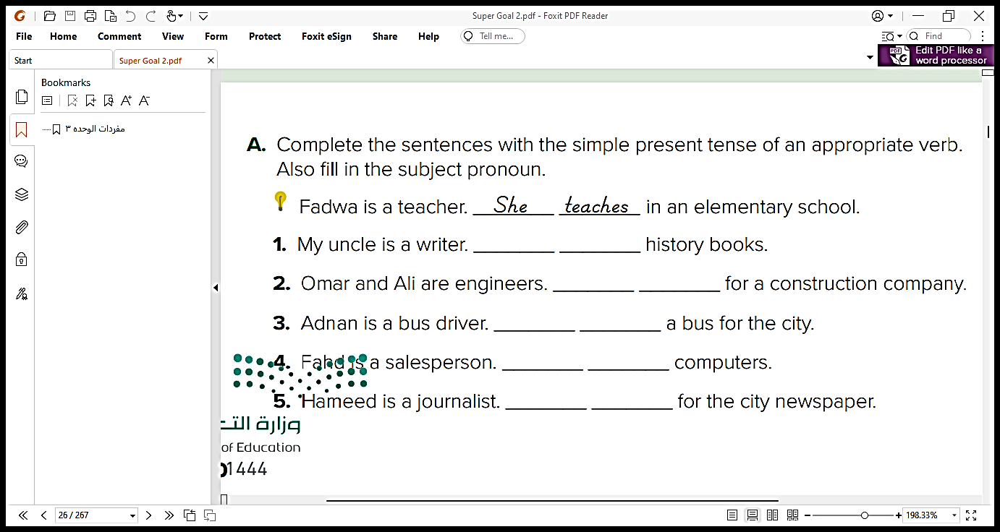 Super Goal 2.pdf - Foxit PDF Reader
File Home Comment View Form Protect Foxit eSign Share Help Tell me... Find
Start Super Goal 2.pdf
PDF Edit PDF like a
word processor
Bookmarks
مفردات الوحده ٣
A. Complete the sentences with the simple present tense of an appropriate verb.
Also fill in the subject pronoun.
Fadwa is a teacher. She teaches in an elementary school.
1. My uncle is a writer. ________ ________ history books.
2. Omar and Ali are engineers. ________ ________ for a construction company.
3. Adnan is a bus driver. ________ ________ a bus for the city.
4. Fahd is a salesperson. ________ ________ computers.
5. Hameed is a journalist. ________ ________ for the city newspaper.
وزارة
of Education
1444
26 / 267 198.33%